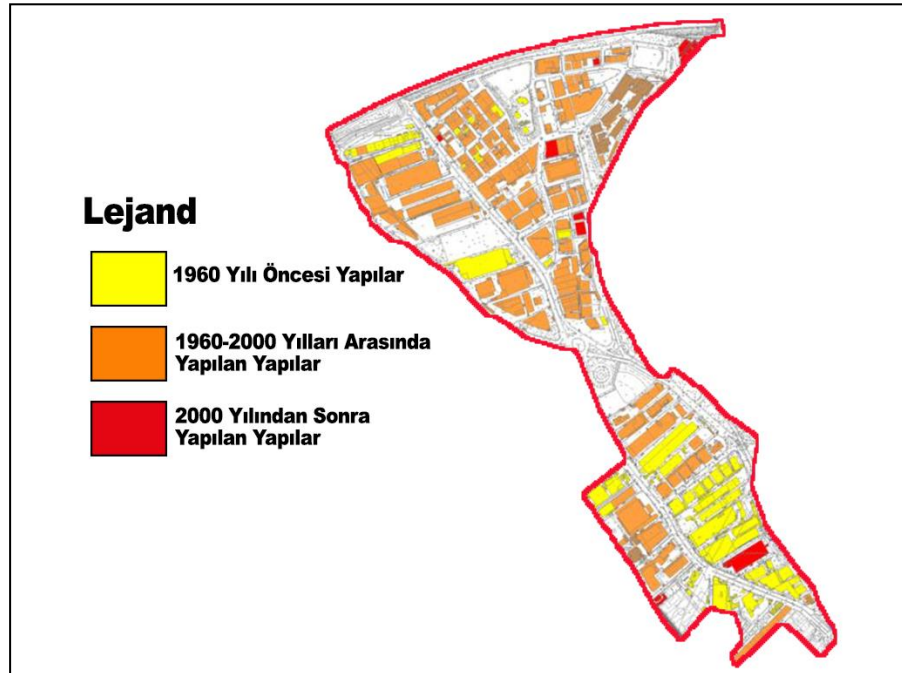 Lejand
1960 Yılı Öncesi Yapılar
1960-2000 Yılları Arasında
Yapılan Yapılar
2000 Yılından Sonra
Yapılan Yapılar